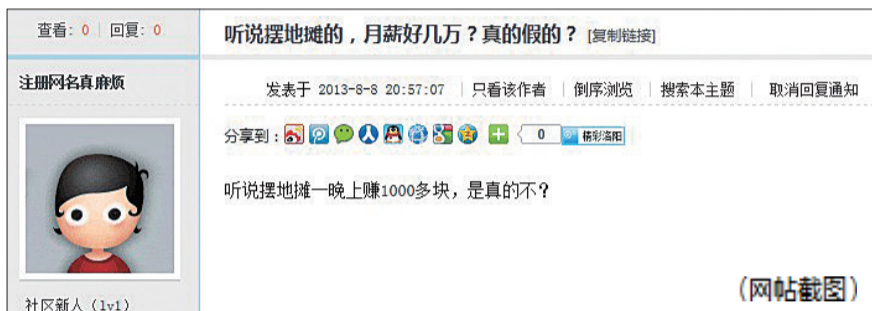 查看: 0 | 回复: 0
听说摆地摊的，月薪好几万？真的假的？ [复制链接]
注册网名真麻烦
发表于 2013-8-8 20:57:07 | 只看该作者 | 倒序浏览 | 搜索本主题 | 取消回复通知
分享到：
0 精彩洛阳
听说摆地摊一晚上赚1000多块，是真的不？
社区新人（lv1）
（网帖截图）